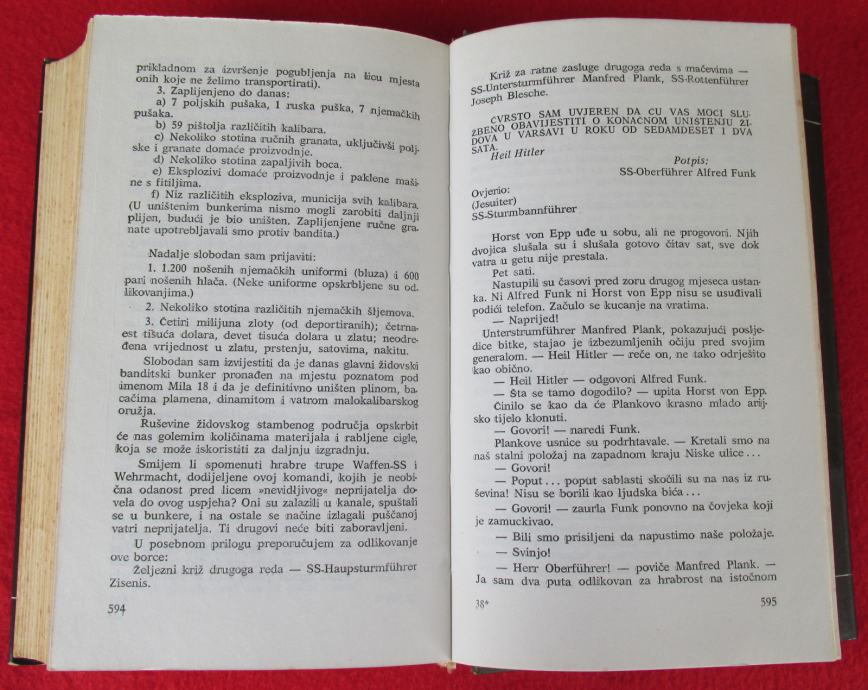 prikladnom za izvršenje pogubljenja na licu mjesta
onih koje ne želimo transportirati).
3. Zaplijenjeno do danas:
a) 7 poljskih pušaka, 1 ruska puška, 7 njemačkih
pušaka.
b) 59 pištolja različitih kalibara.
c) Nekoliko stotina ručnih granata, uključivši polj-
ske i granate domaće proizvodnje.
d) Nekoliko stotina zapaljivih boca.
e) Eksplozivi domaće proizvodnje i paklene maši-
ne s fitiljima.
f) Niz različitih eksploziva, municija svih kalibara.
(U uništenim bunkerima nismo mogli zarobiti daljnji
plijen, budući je bio uništen. Zaplijenjene ručne gra-
nate upotrebljavali smo protiv bandita.)
Nadalje slobodan sam prijaviti:
1. 1.200 nošenih njemačkih uniformi (bluza) i 600
pari nošenih hlača. (Neke uniforme opskrbljene su od-
likovanjima.)
2. Nekoliko stotina različitih njemačkih šljemova.
3. Četiri milijuna zloty (od deportiranih); četrna-
est tisuća dolara, devet tisuća dolara u zlatu; neodre-
đena vrijednost u zlatu, prstenju, satovima, nakitu.
Slobodan sam izvijestiti da je danas glavni židovski
banditski bunker pronađen na mjestu poznatom pod
imenom Mila 18 i da je definitivno uništen plinom, ba-
cačima plamena, dinamitom i vatrom malokalibarskog
oružja.
Ruševine židovskog stambenog područja opskrbit
će nas golemim količinama materijala i rabljene cigle,
koja se može iskoristiti za daljnju izgradnju.
Smijem li spomenuti hrabre trupe Waffen-SS i
Wehrmacht, dodijeljene ovoj komandi, kojih je neobi-
čna odanost pred licem »nevidljivog« neprijatelja do-
vela do ovog uspjeha? Oni su zalazili u kanale, spuštali
se u bunkere, i na ostale se načine izlagali puščanoj
vatri neprijatelja. Ti drugovi neće biti zaboravljeni.
U posebnom prilogu preporučujem za odlikovanje
ove borce:
Željezni križ drugoga reda — SS-Haupsturmführer
Zisenis.
594
Križ za ratne zasluge drugoga reda s mačevima —
SS-Untersturmführer Manfred Plank, SS-Rottenführer
Joseph Blesche.
CVRSTO SAM UVJEREN DA CU VAS MOCI SLU-
ZBENO OBAVIJESTITI O KONACNOM UNISTENJU ZI-
DOVA U VARSAVI U ROKU OD SEDAMDESET I DVA
SATA.
Heil Hitler
Potpis:
SS-Oberführer Alfred Funk
Ovjerio:
(Jesuiter)
SS-Sturmbannführer
Horst von Epp uđe u sobu, ali ne progovori. Njih
dvojica slušala su i slušala gotovo čitav sat, sve dok
vatra u getu nije prestala.
Pet sati.
Nastupili su časovi pred zoru drugog mjeseca ustan-
ka. Ni Alfred Funk ni Horst von Epp nisu se usuđivali
podići telefon. Začulo se kucanje na vratima.
— Naprijed!
Unterstrumführer Manfred Plank, pokazujući poslje-
dice bitke, stajao je izbezumljenih očiju pred svojim
generalom. — Heil Hitler — reče on, ne tako odrješito
kao obično.
— Heil Hitler — odgovori Alfred Funk.
— Šta se tamo dogodilo? — upita Horst von Epp.
Činilo se kao da će Plankovo krasno mlado arij-
sko tijelo klonuti.
— Govori! — naredi Funk.
Plankove usnice su podrhtavale. — Kretali smo na
naš stalni položaj na zapadnom kraju Niske ulice...
— Govori!
— Poput... poput sablasti skočili su na nas iz ru-
ševina! Nisu se borili kao ljudska bića...
— Govori! — zaurla Funk ponovno na čovjeka koji
je zamuckivao.
— Bili smo prisiljeni da napustimo naše položaje.
— Svinjo!
— Herr Oberführer! — poviče Manfred Plank. —
Ja sam dva puta odlikovan za hrabrost na istočnom
38*
595